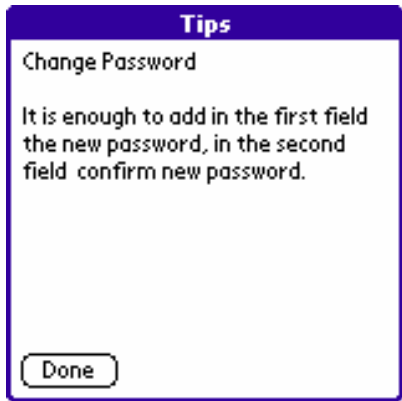 Tips
Change Password
It is enough to add in the first field
the new password, in the second
field confirm new password.
Done